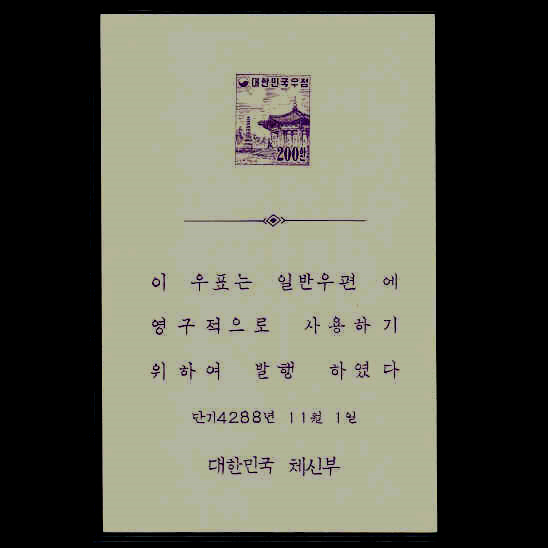 대한민국우표
200환
이 우표는 일반우편 에
영구적으로 사용하기
위하여 발행 하였다
단기4288년 11월 1일
대한민국 체신부